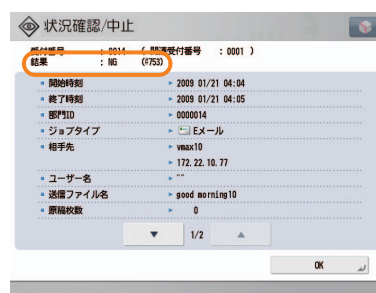 状況確認/中止
受付番号 : 0014 ( 関連受付番号 : 0001 )
結果 : NG (#753)
開始時刻 ▸ 2009 01/21 04:04
終了時刻 ▸ 2009 01/21 04:05
部門ID ▸ 0000014
ジョブタイプ ▸ Eメール
相手先 ▸ vmax10
▸ 172.22.10.77
ユーザー名 ▸ ""
送信ファイル名 ▸ good morning10
原稿枚数 ▸ 0
▼ 1/2 ▲
OK